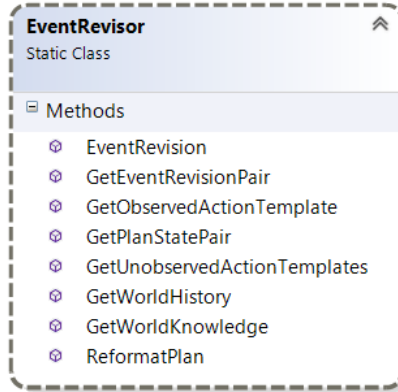 EventRevisor
Static Class
Methods
EventRevision
GetEventRevisionPair
GetObservedActionTemplate
GetPlanStatePair
GetUnobservedActionTemplates
GetWorldHistory
GetWorldKnowledge
ReformatPlan